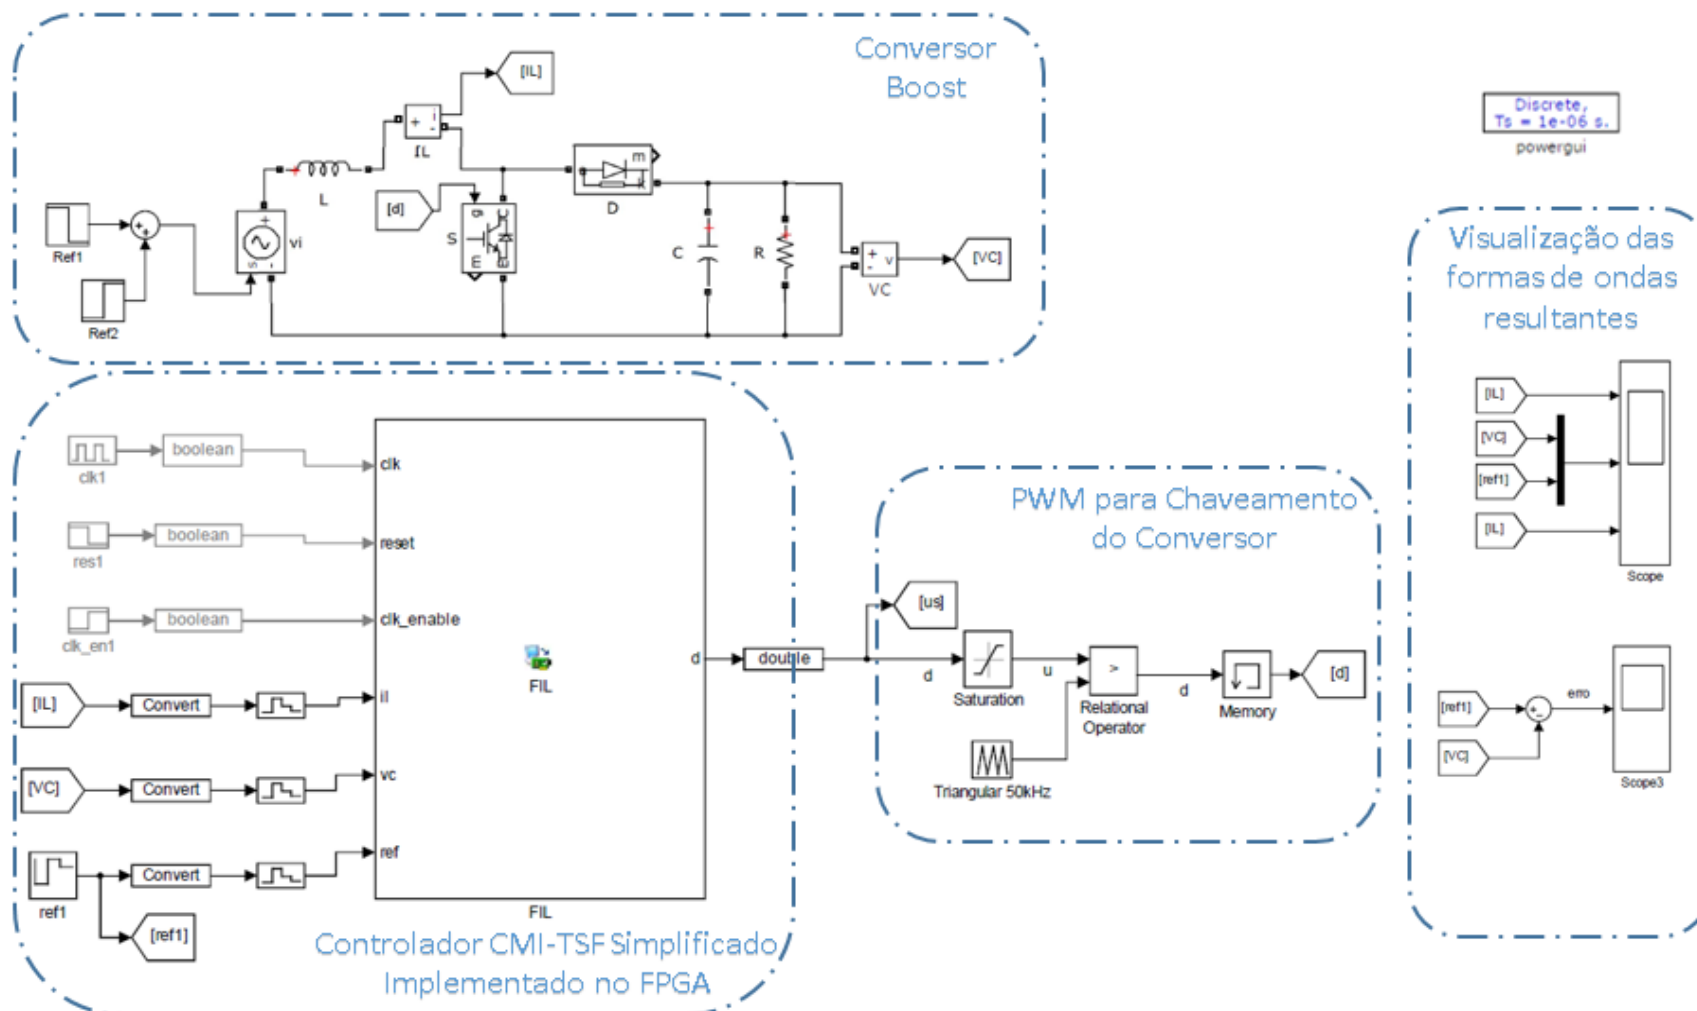 Conversor
Boost
[IL]
+
i
-
IL
L
[d]
g
C
S
m
E
m
k
D
Ref1
+
+
Ref2
+
vi
s
-
C
R
+
v
-
VC
[VC]
Discrete,
Ts = 1e-06 s.
powergui
clk1
boolean
clk
res1
boolean
reset
clk_en1
boolean
clk_enable
[IL]
Convert
il
[VC]
Convert
vc
ref1
Convert
ref
[ref1]
FIL
d
FIL
double
Controlador CMI-TSF Simplificado
Implementado no FPGA
PWM para Chaveamento
do Conversor
[us]
d
Saturation
u
>
Relational
Operator
d
Memory
[d]
Triangular 50kHz
Visualização das
formas de ondas
resultantes
[IL]
[VC]
[ref1]
[IL]
Scope
[ref1]
[VC]
+
-
erro
Scope3